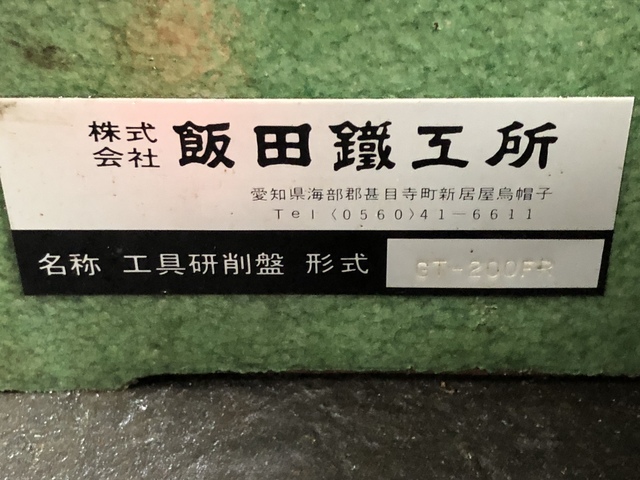 株式会社 飯田鐵工所
愛知県海部郡甚目寺町新居屋烏帽子
Tel〈0560〉41-6611
名称 工具研削盤 形式 GT-200FR